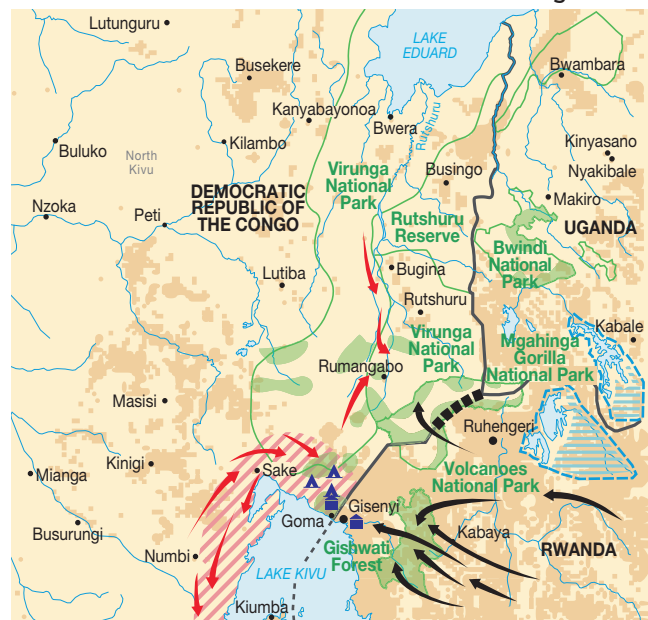 Lutunguru
LAKE
EDUARD
Busekere
Bwambara
Kanyabayonoa
Bwera
Rutshuru
Kinyasano
Buluko
North
Kivu
Kilambo
Virunga
National
Park
Busingo
Nyakibale
DEMOCRATIC
REPUBLIC OF
THE CONGO
Makiro
Nzoka
Peti
Rutshuru
Reserve
UGANDA
Bwindi
National
Park
Lutiba
Bugina
Rutshuru
Virunga
National
Park
Kabale
Mgahinga
Gorilla
National Park
Rumangabo
Masisi
Ruhengeri
Mianga
Kinigi
Sake
Volcanoes
National Park
Goma
Gisenyi
Busurungi
Kabaya
Numbi
Gishwati
Forest
RWANDA
LAKE KIVU
Kiumba